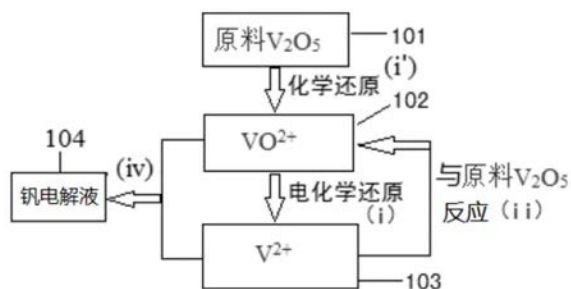 原料V₂O₅
101
化学还原
(i')
102
VO²⁺
104
(iv)
钒电解液
电化学还原
(i)
与原料V₂O₅
反应(ii)
V²⁺
103